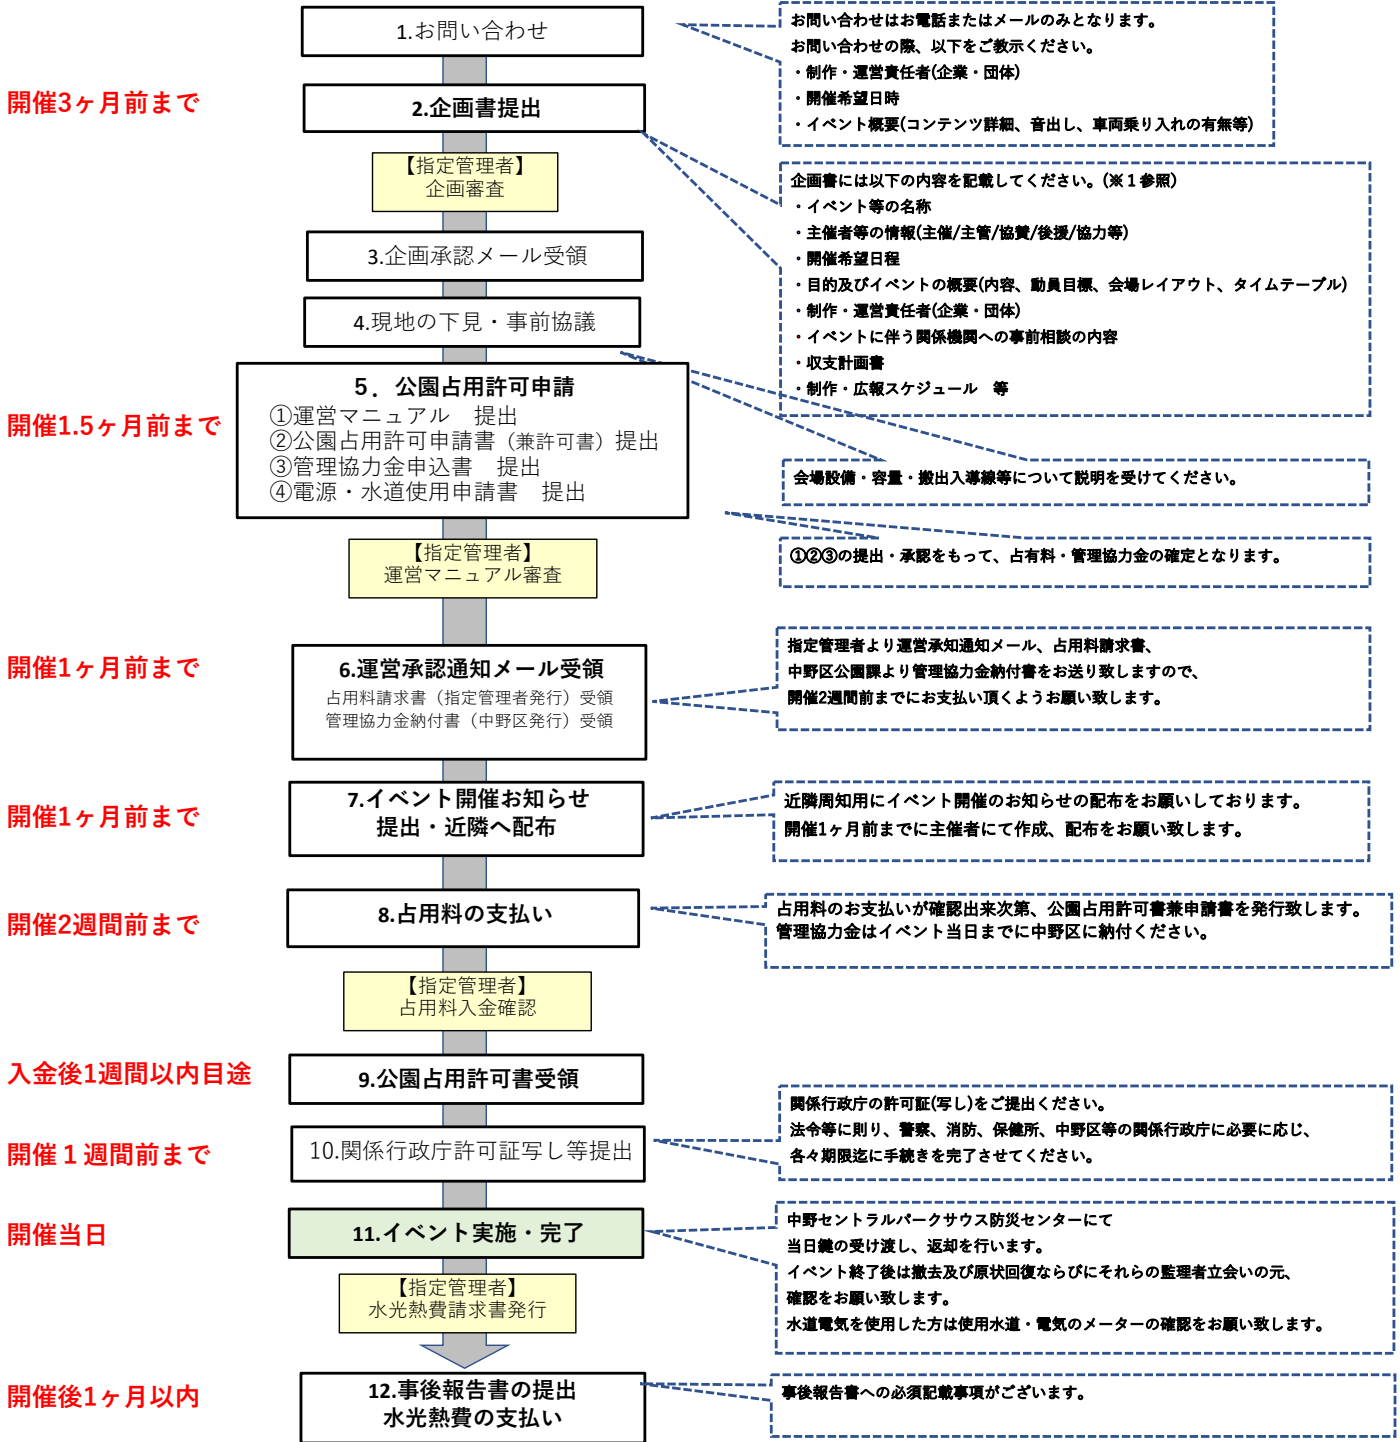 1.お問い合わせ
お問い合わせはお電話またはメールのみとなります。
お問い合わせの際、以下をご教示ください。
・制作・運営責任者(企業・団体)
・開催希望日時
・イベント概要(コンテンツ詳細、音出し、車両乗り入れの有無等)
開催3ヶ月前まで
2.企画書提出
【指定管理者】
企画審査
企画書には以下の内容を記載してください。(※１参照)
・イベント等の名称
・主催者等の情報(主催/主管/協賛/後援/協力等)
・開催希望日程
・目的及びイベントの概要(内容、動員目標、会場レイアウト、タイムテーブル)
・制作・運営責任者(企業・団体)
・イベントに伴う関係機関への事前相談の内容
・収支計画書
・制作・広報スケジュール　等
3.企画承認メール受領
4.現地の下見・事前協議
会場設備・容量・搬出入導線等について説明を受けてください。
開催1.5ヶ月前まで
５．公園占用許可申請
①運営マニュアル　提出
②公園占用許可申請書（兼許可書）提出
③管理協力金申込書　提出
④電源・水道使用申請書　提出
①②③の提出・承認をもって、占有料・管理協力金の確定となります。
【指定管理者】
運営マニュアル審査
開催1ヶ月前まで
6.運営承認通知メール受領
占用料請求書（指定管理者発行）受領
管理協力金納付書（中野区発行）受領
指定管理者より運営承知通知メール、占用料請求書、
中野区公園課より管理協力金納付書をお送り致しますので、
開催2週間前までにお支払い頂くようお願い致します。
開催1ヶ月前まで
7.イベント開催お知らせ
提出・近隣へ配布
近隣周知用にイベント開催のお知らせの配布をお願いしております。
開催1ヶ月前までに主催者にて作成、配布をお願い致します。
開催2週間前まで
8.占用料の支払い
占用料のお支払いが確認出来次第、公園占用許可書兼申請書を発行致します。
管理協力金はイベント当日までに中野区に納付ください。
【指定管理者】
占用料入金確認
入金後1週間以内目途
9.公園占用許可書受領
開催１週間前まで
10.関係行政庁許可証写し等提出
関係行政庁の許可証(写し)をご提出ください。
法令等に則り、警察、消防、保健所、中野区等の関係行政庁に必要に応じ、
各々期限迄に手続きを完了させてください。
開催当日
11.イベント実施・完了
中野セントラルパークサウス防災センターにて
当日鍵の受け渡し、返却を行います。
イベント終了後は撤去及び原状回復ならびにそれらの監理者立会いの元、
確認をお願い致します。
水道電気を使用した方は使用水道・電気のメーターの確認をお願い致します。
【指定管理者】
水光熱費請求書発行
開催後1ヶ月以内
12.事後報告書の提出
水光熱費の支払い
事後報告書への必須記載事項がございます。